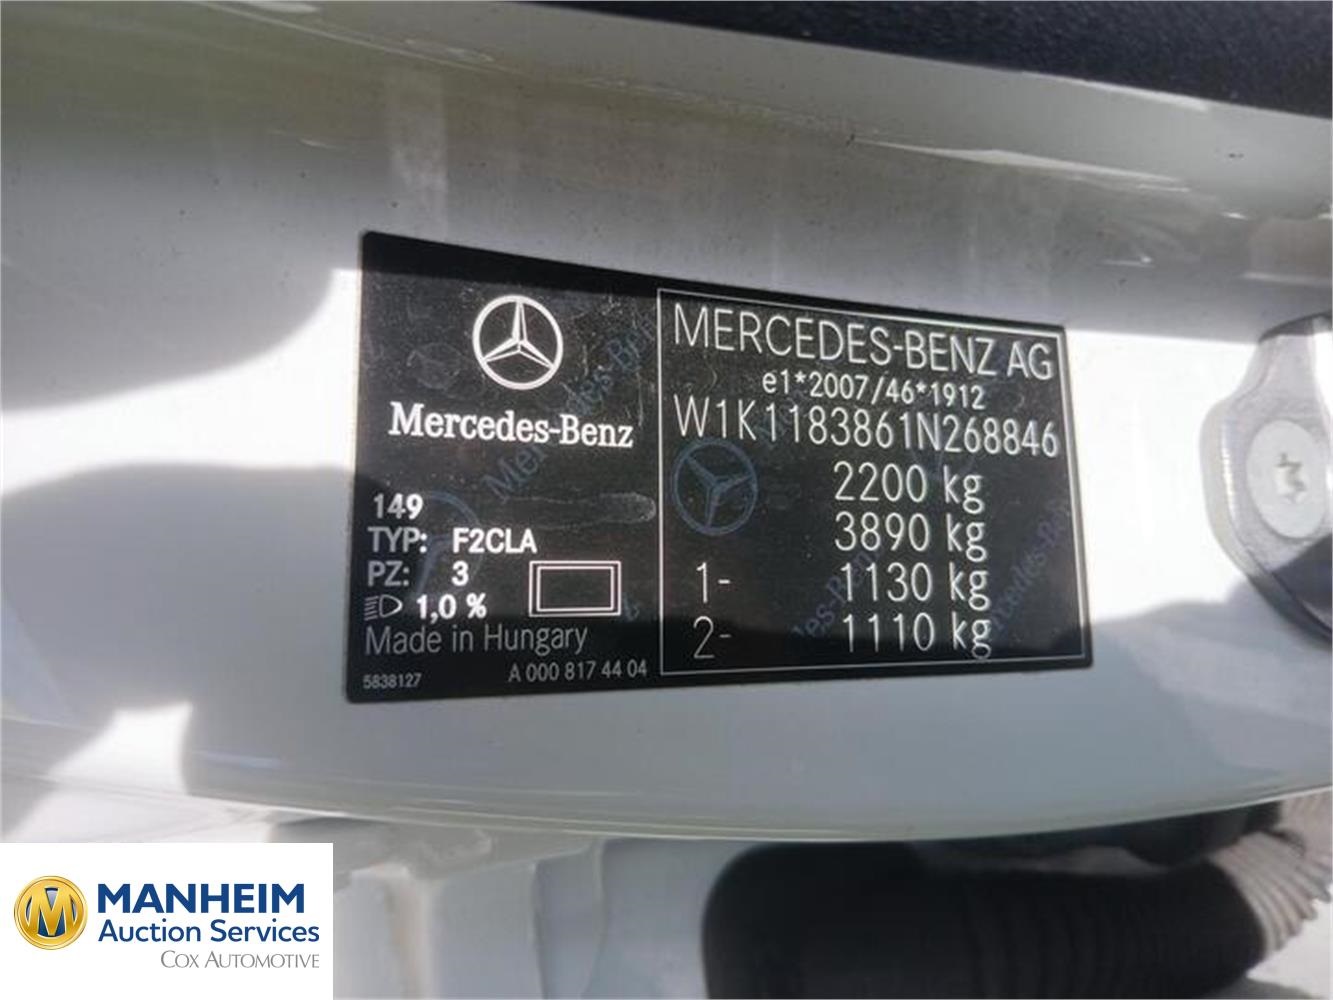 Mercedes-Benz
149
TYP: F2CLA
PZ: 3
1,0 %
Made in Hungary
5838127
A 000 817 44 04
MERCEDES-BENZ AG
e1*2007/46*1912
W1K1183861N268846
2200 kg
3890 kg
1- 1130 kg
2- 1110 kg
MANHEIM
Auction Services
COX AUTOMOTIVE